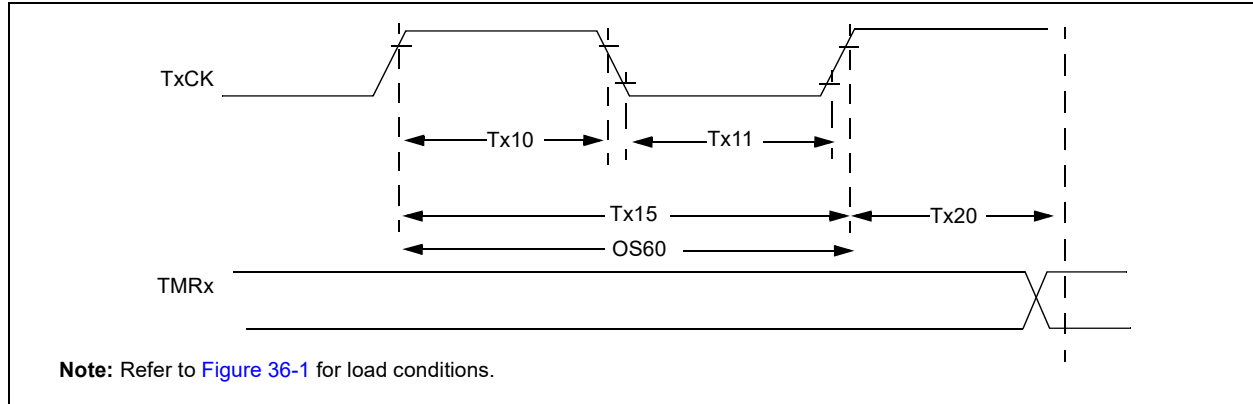 TxCK
Tx10
Tx11
Tx15
Tx20
OS60
TMRx
Note: Refer to Figure 36-1 for load conditions.